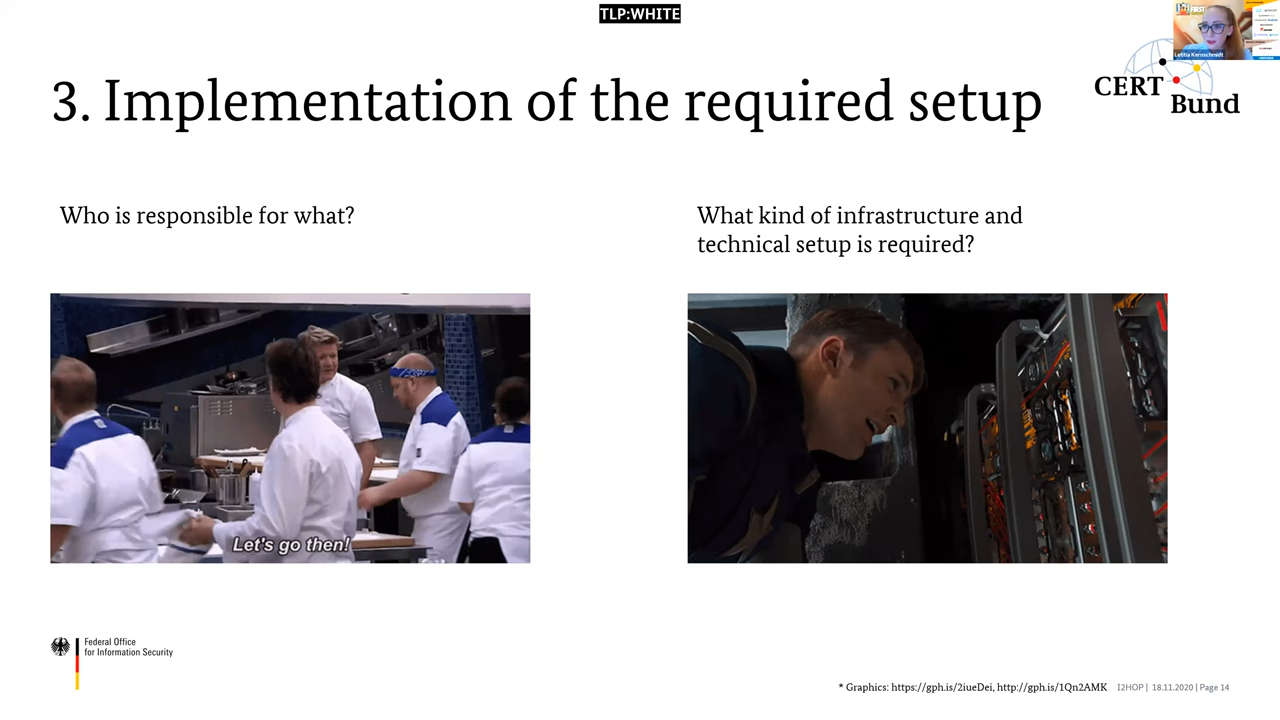 TLP:WHITE
FIRST
Letitia Kernschmidt
CERT
Bund
3. Implementation of the required setup
Who is responsible for what?
What kind of infrastructure and
technical setup is required?
Let's go then!
Federal Office
for Information Security
* Graphics: https://gph.is/2iueDei, http://gph.is/1Qn2AMK
I2HOP | 18.11.2020 | Page 14